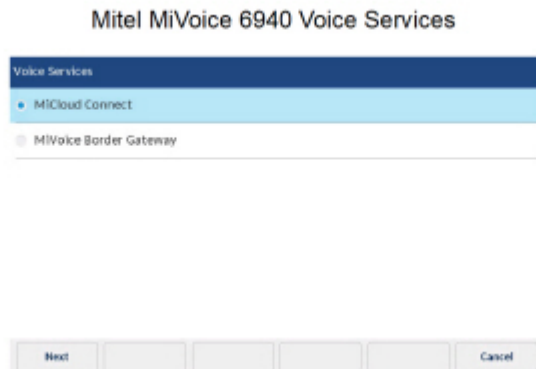 Mitel MiVoice 6940 Voice Services
Voice Services
MiCloud Connect
MiVoice Border Gateway
Next
Cancel